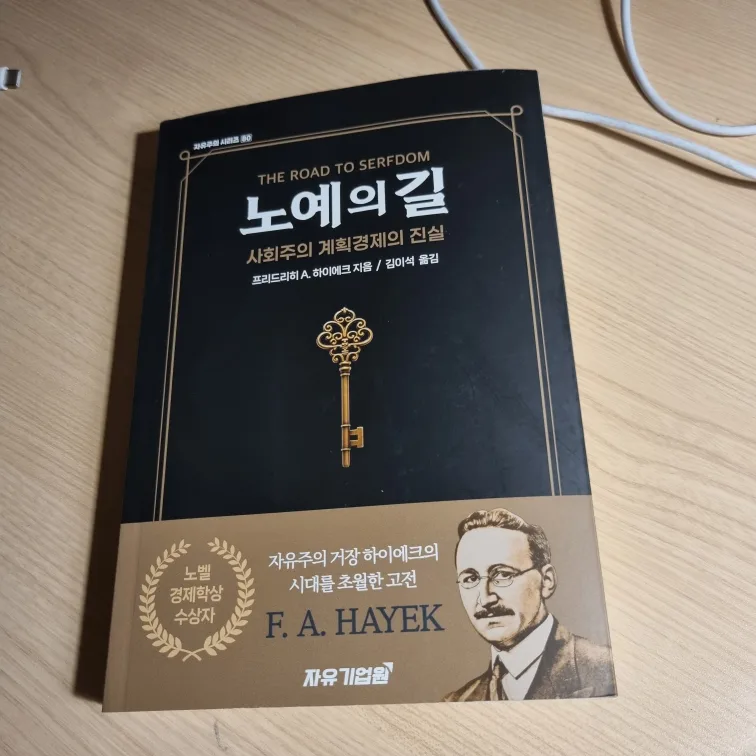 자유주의 시리즈 90
THE ROAD TO SERFDOM
노예의 길
사회주의 계획경제의 진실
프리드리히 A. 하이에크 지음 / 김이석 옮김
노벨
경제학상
수상자
자유주의 거장 하이에크의
시대를 초월한 고전
F. A. HAYEK
자유기업원